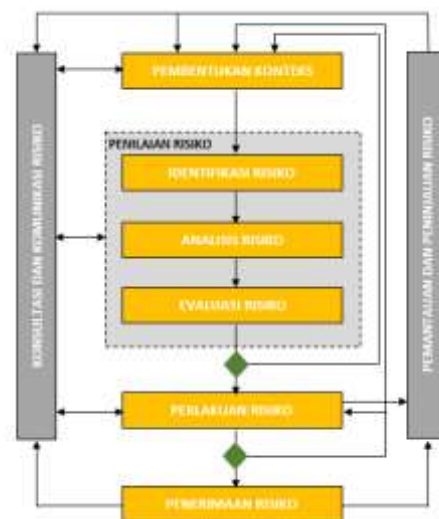 PEMBENTUKAN KONTEKS
PENILAIAN RISIKO
IDENTIFIKASI RISIKO
ANALISIS RISIKO
EVALUASI RISIKO
PERLAKUAN RISIKO
PENERIMAAN RISIKO
KONSULTASI DAN KOMUNIKASI RISIKO
PEMANTAUAN DAN PENINJAUAN RISIKO